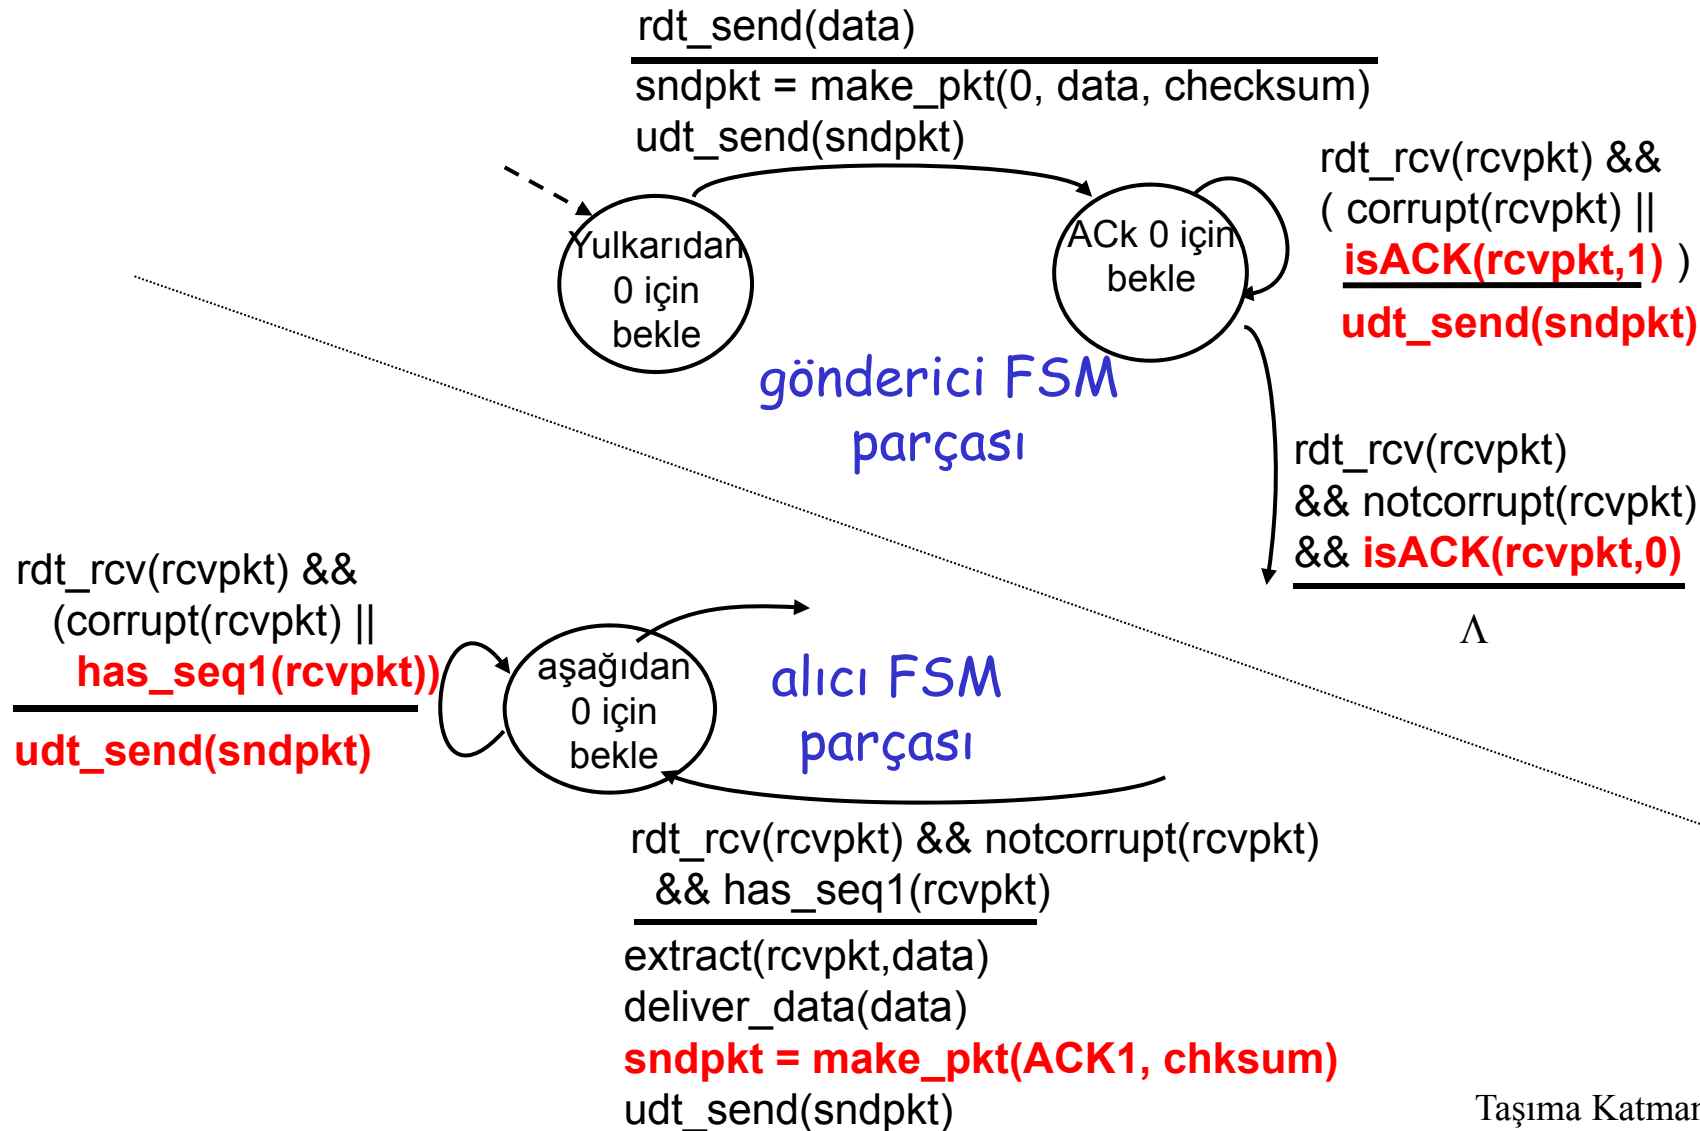 rdt_send(data)
sndpkt = make_pkt(0, data, checksum)
udt_send(sndpkt)
Yulkarıdan
0 için
bekle
ACk 0 için
bekle
rdt_rcv(rcvpkt) &&
( corrupt(rcvpkt) ||
isACK(rcvpkt,1) )
udt_send(sndpkt)
gönderici FSM
parçası
rdt_rcv(rcvpkt)
&& notcorrupt(rcvpkt)
&& isACK(rcvpkt,0)
Λ
rdt_rcv(rcvpkt) &&
(corrupt(rcvpkt) ||
has_seq1(rcvpkt))
udt_send(sndpkt)
aşağıdan
0 için
bekle
alıcı FSM
parçası
rdt_rcv(rcvpkt) && notcorrupt(rcvpkt)
&& has_seq1(rcvpkt)
extract(rcvpkt,data)
deliver_data(data)
sndpkt = make_pkt(ACK1, chksum)
udt_send(sndpkt)
Taşıma